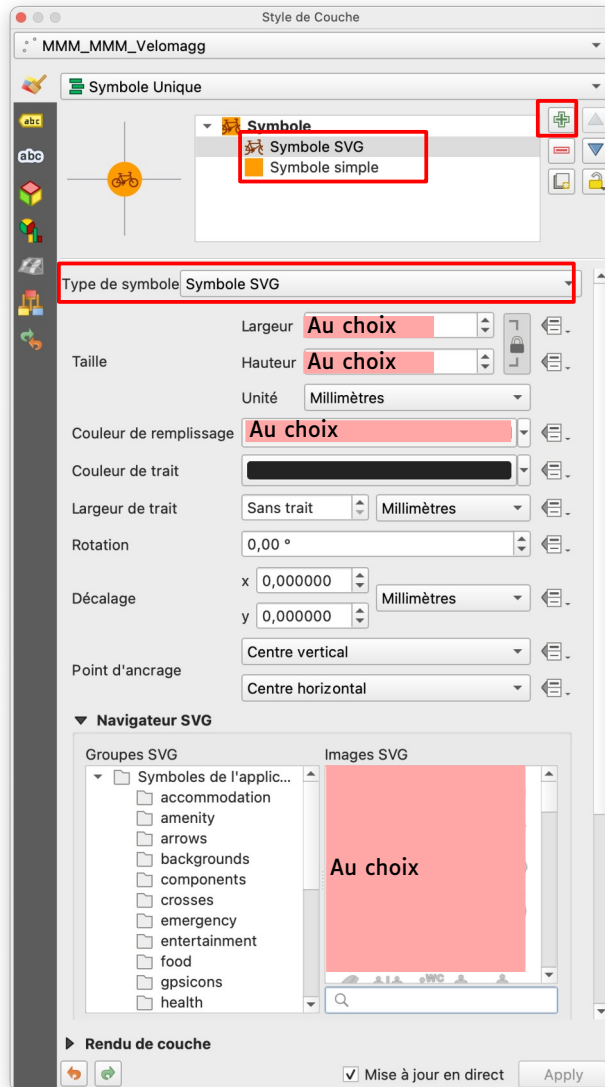 Style de Couche
MMM_MMM_Velomagg
Symbole Unique
abc
abc
Symbole
Symbole SVG
Symbole simple
Type de symbole Symbole SVG
Largeur Au choix
Taille
Hauteur Au choix
Unité Millimètres
Couleur de remplissage Au choix
Couleur de trait
Largeur de trait Sans trait Millimètres
Rotation 0,00 °
x 0,000000
Décalage Millimètres
y 0,000000
Centre vertical
Point d'ancrage
Centre horizontal
Navigateur SVG
Groupes SVG Images SVG
Symboles de l'applic...
accommodation
amenity
arrows
backgrounds
components
crosses
emergency
entertainment
food
gpsicons
health
Au choix
WC
Rendu de couche
Mise à jour en direct Apply